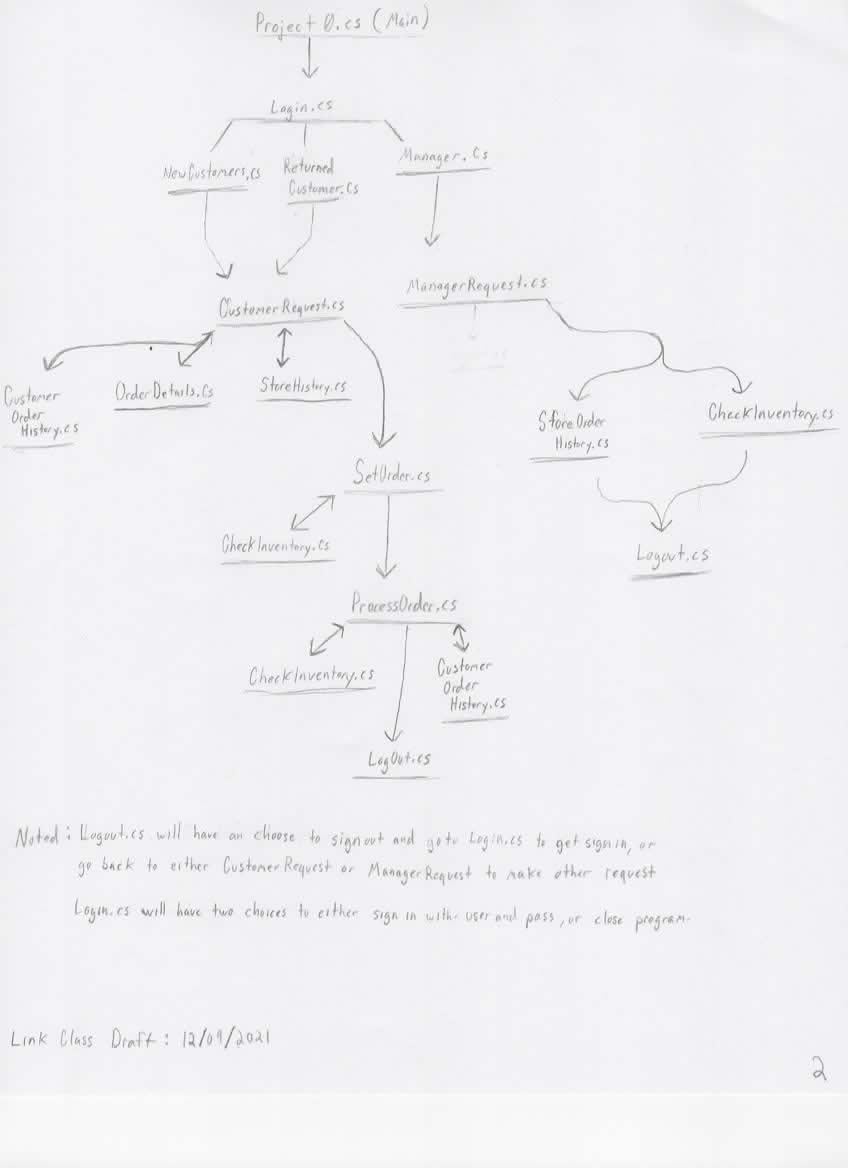 Project 0.cs (Main)
Login.cs
NewCustomers.cs
Returned
Customer.cs
Manager.cs
CustomerRequest.cs
ManagerRequest.cs
Customer
Order
History.cs
OrderDetails.cs
StoreHistory.cs
Store Order
History.cs
CheckInventory.cs
SetOrder.cs
CheckInventory.cs
Logout.cs
ProcessOrder.cs
CheckInventory.cs
Customer
Order
History.cs
LogOut.cs
Noted: Logout.cs will have an choose to signout and goto Login.cs to get signin, or
go back to either CustomerRequest or ManagerRequest to make other request
Login.cs will have two choices to either sign in with user and pass, or close program.
Link Class Draft: 12/09/2021
2